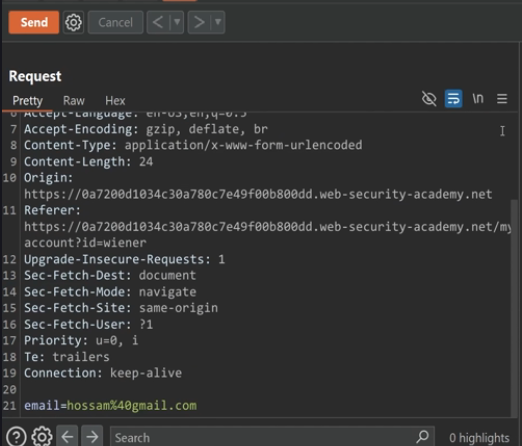 Send Cancel < >
Request
Pretty Raw Hex \n
6 Accept-Language: en-US,en;q=0.5
7 Accept-Encoding: gzip, deflate, br
8 Content-Type: application/x-www-form-urlencoded
9 Content-Length: 24
10 Origin:
https://0a7200d1034c30a780c7e49f00b800dd.web-security-academy.net
11 Referer:
https://0a7200d1034c30a780c7e49f00b800dd.web-security-academy.net/my
account?id=wiener
12 Upgrade-Insecure-Requests: 1
13 Sec-Fetch-Dest: document
14 Sec-Fetch-Mode: navigate
15 Sec-Fetch-Site: same-origin
16 Sec-Fetch-User: ?1
17 Priority: u=0, i
18 Te: trailers
19 Connection: keep-alive
20
21 email=hossam%40gmail.com
Search 0 highlights